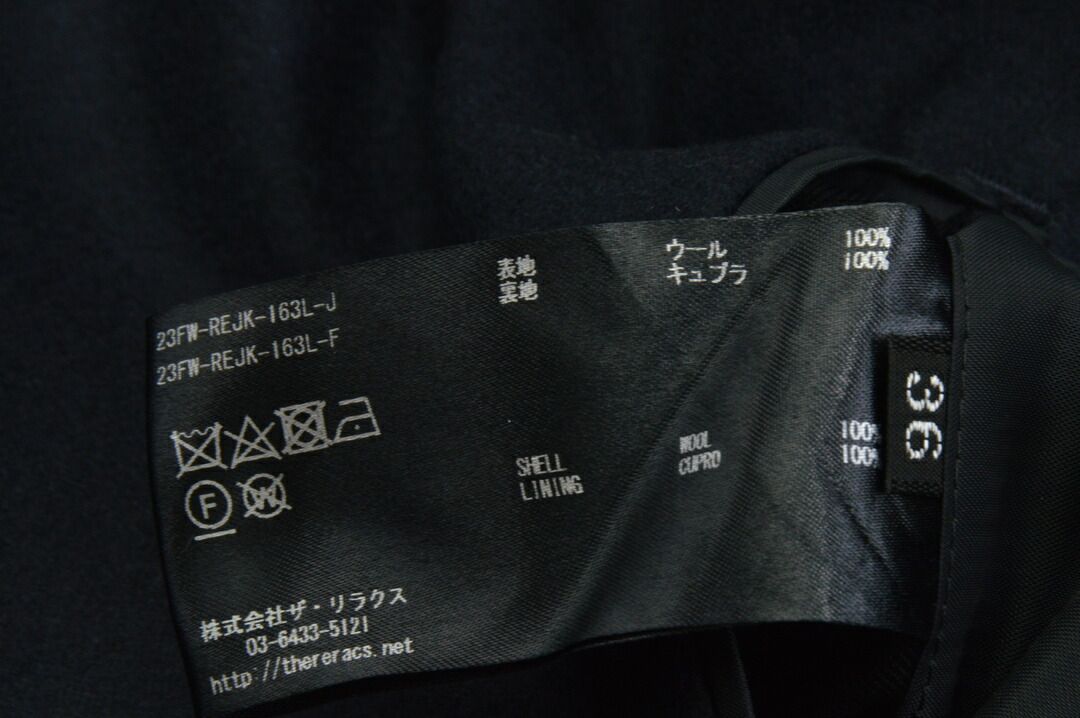 23FW-REJK-163L-J
23FW-REJK-163L-F
表地 ウール 100%
裏地 キュプラ 100%
SHELL WOOL 100%
LINING CUPRO 100%
F
W
株式会社ザ・リラクス
03-6433-5121
http://thereracs.net
36